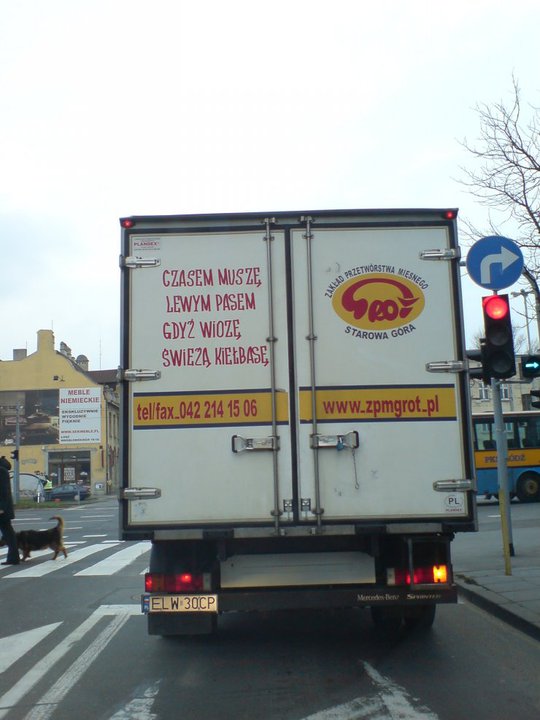 PLANDEX
CZASEM MUSZĘ,
LEWYM PASEM
GDYŻ WIOZĘ,
ŚWIEŻĄ KIEŁBASĘ,
ZAKŁAD PRZETWÓRSTWA MIĘSNEGO
GROT
STAROWA GÓRA
tel/fax 042 214 15 06
www.zpmgrot.pl
PL
ELW 30CP
Mercedes-Benz SPRINTER
MEBLE
NIEMIECKIE